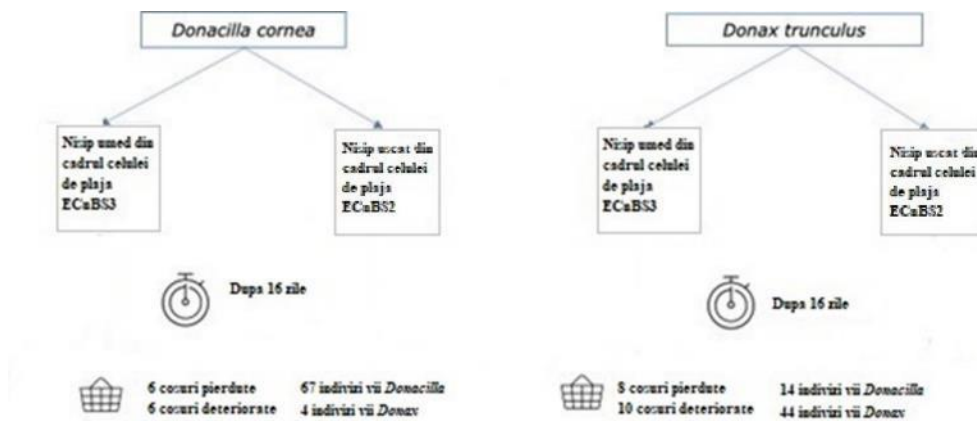 Donacilla cornea
Nisip umed din
cadrul celulei
de plaja
ECuBS3
Nisip uscat din
cadrul celulei
de plaja
ECuBS2
Dupa 16 zile
6 cosuri pierdute
6 cosuri deteriorate
67 indivizi vii Donacilla
4 indivizi vii Donax
Donax trunculus
Nisip umed din
cadrul celulei
de plaja
ECuBS3
Nisip uscat din
cadrul celulei
de plaja
ECuBS2
Dupa 16 zile
8 cosuri pierdute
10 cosuri deteriorate
14 indivizi vii Donacilla
44 indivizi vii Donax